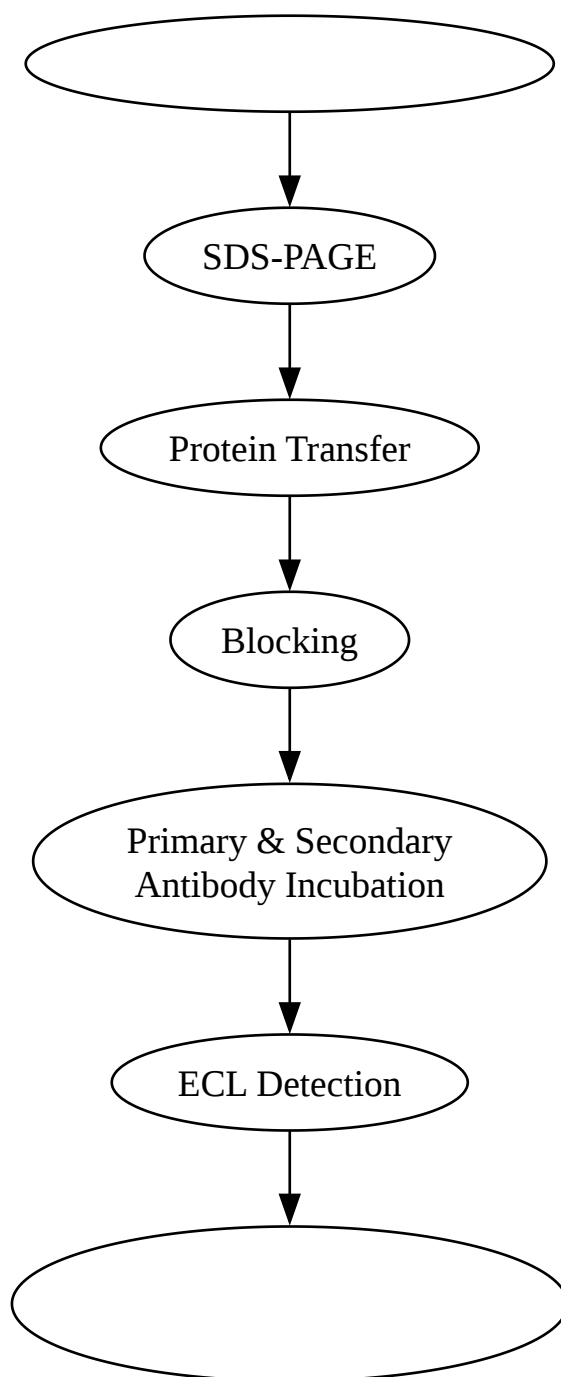 SDS-PAGE
Protein Transfer
Blocking
Primary & Secondary
Antibody Incubation
ECL Detection